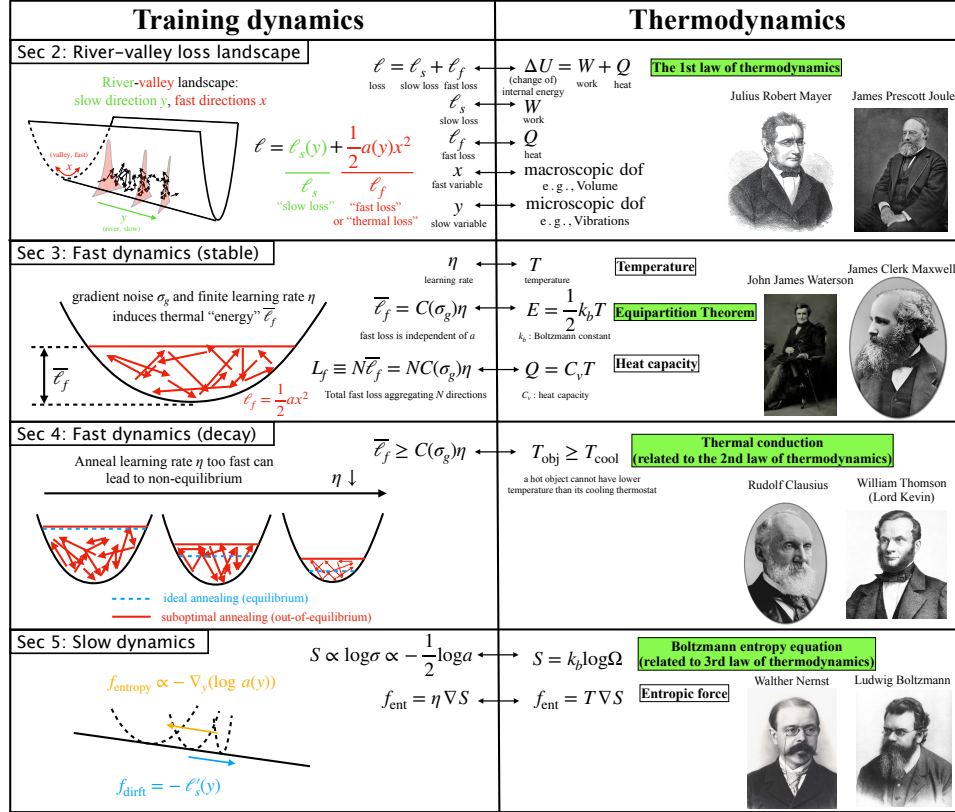 Training dynamics
Thermodynamics
Sec 2: River-valley loss landscape
River-valley landscape:
slow direction y, fast directions x
(valley, fast)
x
y
(river, slow)
ℓ = ℓ_s(y) + 1/2 a(y)x²
ℓ_s
ℓ_f
"slow loss"
"fast loss"
or "thermal loss"
ℓ = ℓ_s + ℓ_f
loss slow loss fast loss
ℓ_s
slow loss
ℓ_f
fast loss
x
fast variable
y
slow variable
ΔU = W + Q
(change of) internal energy
work
heat
W
work
Q
heat
macroscopic dof
e.g., Volume
microscopic dof
e.g., Vibrations
The 1st law of thermodynamics
Julius Robert Mayer
James Prescott Joule
Sec 3: Fast dynamics (stable)
gradient noise σ_g and finite learning rate η
induces thermal "energy" ℓ̄_f
ℓ̄_f
ℓ_f = 1/2 ax²
η
learning rate
ℓ̄_f = C(σ_g)η
fast loss is independent of a
L_f ≡ Nℓ̄_f = NC(σ_g)η
Total fast loss aggregating N directions
T
temperature
E = 1/2 k_b T
k_b : Boltzmann constant
Q = C_v T
C_v : heat capacity
Temperature
Equipartition Theorem
Heat capacity
John James Waterson
James Clerk Maxwell
Sec 4: Fast dynamics (decay)
Anneal learning rate η too fast can
lead to non-equilibrium
η ↓
ideal annealing (equilibrium)
suboptimal annealing (out-of-equilibrium)
ℓ̄_f ≥ C(σ_g)η
T_obj ≥ T_cool
a hot object cannot have lower
temperature than its cooling thermostat
Thermal conduction
(related to the 2nd law of thermodynamics)
Rudolf Clausius
William Thomson
(Lord Kevin)
Sec 5: Slow dynamics
f_entropy ∝ − ∇_y(log a(y))
f_dirft = − ℓ′_s(y)
S ∝ logσ ∝ − 1/2 loga
f_ent = η∇S
S = k_b logΩ
f_ent = T∇S
Boltzmann entropy equation
(related to 3rd law of thermodynamics)
Entropic force
Walther Nernst
Ludwig Boltzmann